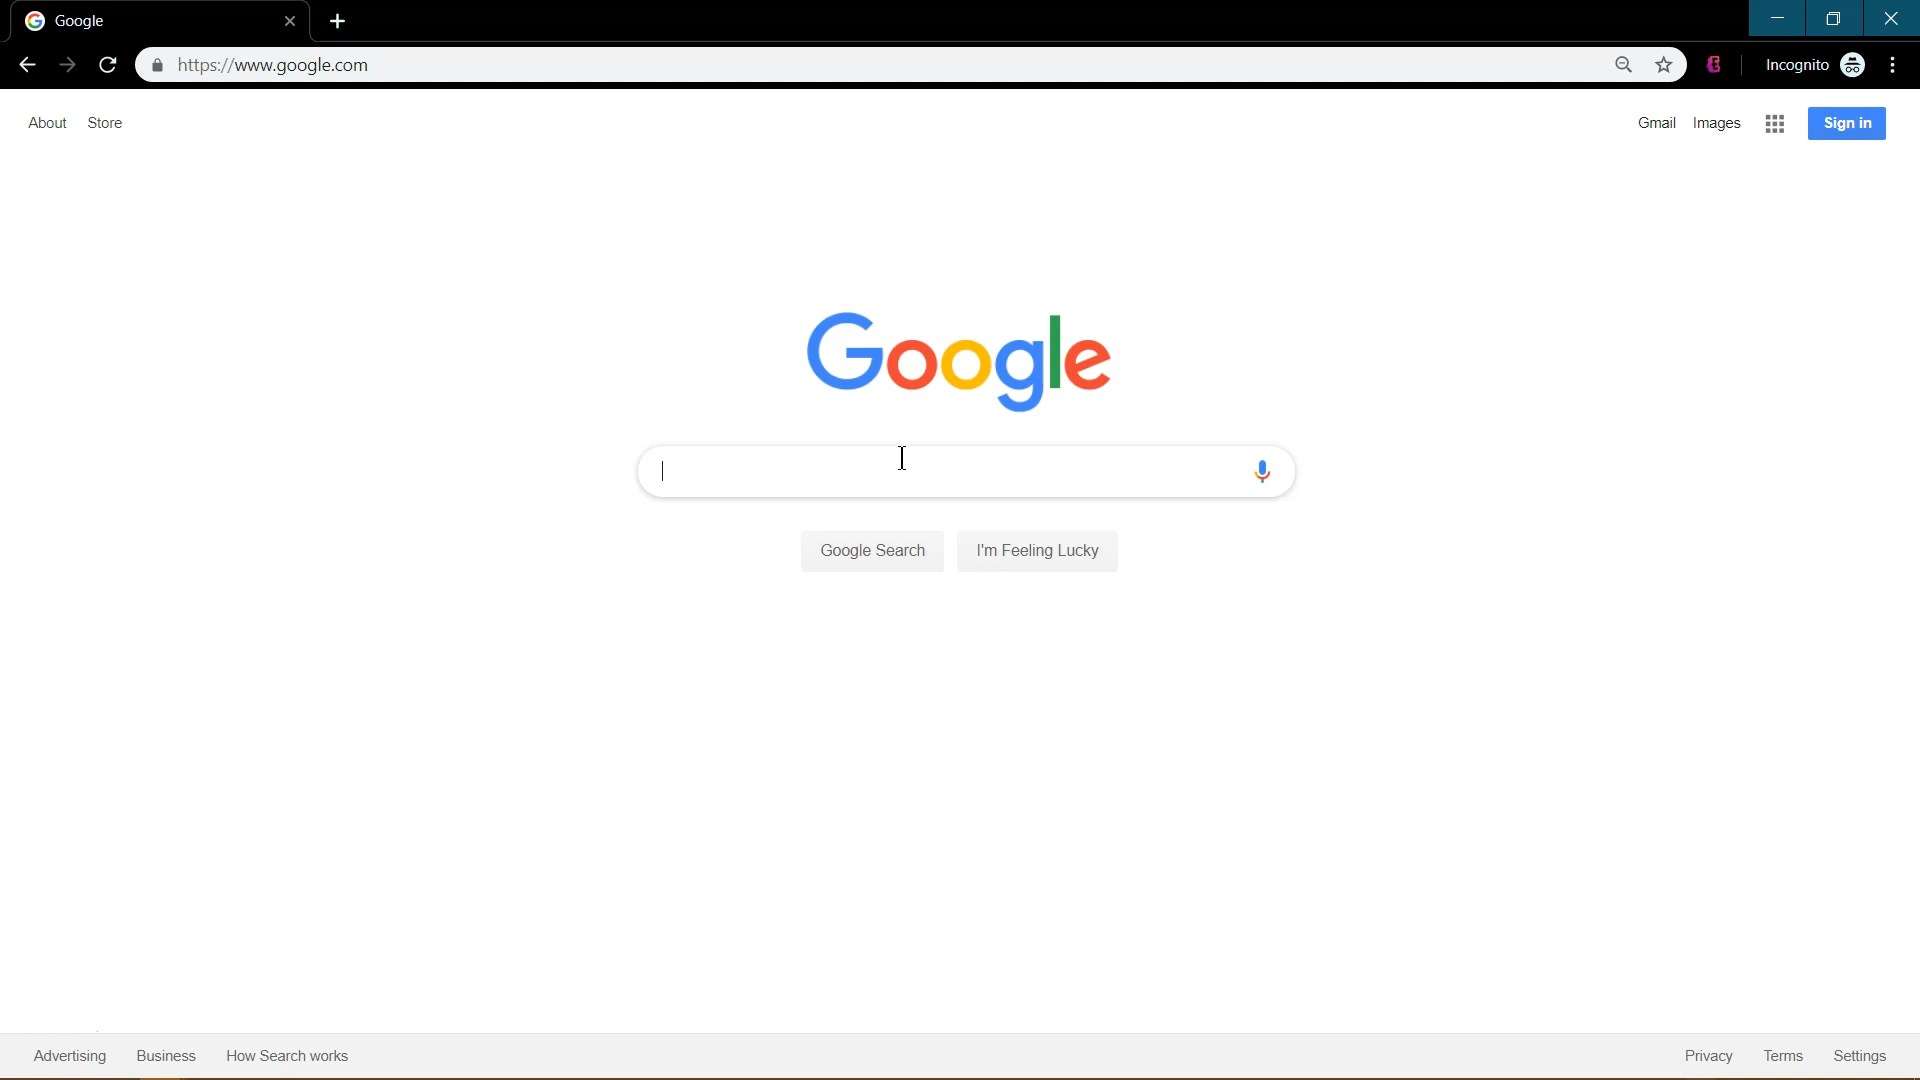 Google
https://www.google.com
Incognito
About Store
Gmail Images Sign in
Google
Google Search I'm Feeling Lucky
Advertising Business How Search works
Privacy Terms Settings